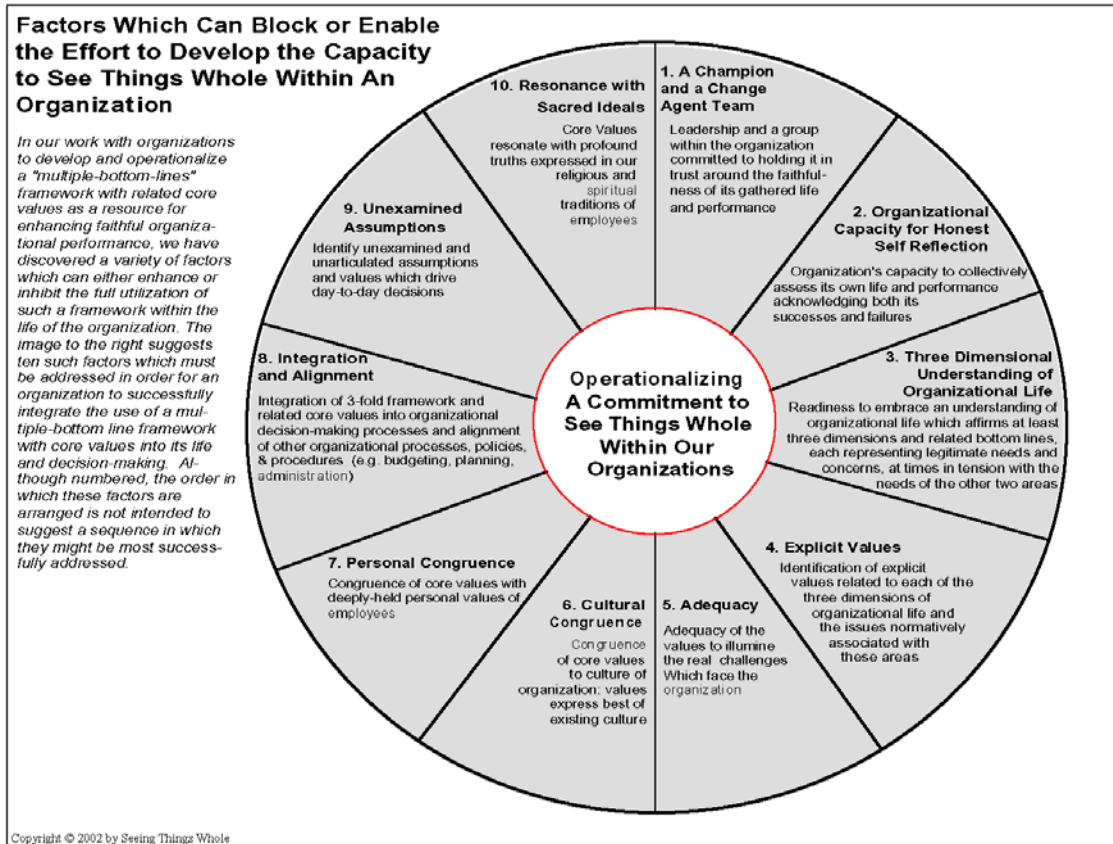 Factors Which Can Block or Enable
the Effort to Develop the Capacity
to See Things Whole Within An
Organization
In our work with organizations
to develop and operationalize
a "multiple-bottom-lines"
framework with related core
values as a resource for
enhancing faithful organiza-
tional performance, we have
discovered a variety of factors
which can either enhance or
inhibit the full utilization of
such a framework within the
life of the organization. The
image to the right suggests
ten such factors which must
be addressed in order for an
organization to successfully
integrate the use of a mul-
tiple-bottom line framework
with core values into its life
and decision-making. Al-
though numbered, the order in
which these factors are
arranged is not intended to
suggest a sequence in which
they might be most success-
fully addressed.
1. A Champion
and a Change
Agent Team
Leadership and a group
within the organization
committed to holding it in
trust around the faithful-
ness of its gathered life
and performance
2. Organizational
Capacity for Honest
Self Reflection
Organization's capacity to collectively
assess its own life and performance
acknowledging both its
successes and failures
3. Three Dimensional
Understanding of
Organizational Life
Readiness to embrace an understanding of
organizational life which affirms at least
three dimensions and related bottom lines,
each representing legitimate needs and
concerns, at times in tension with the
needs of the other two areas
4. Explicit Values
Identification of explicit
values related to each of the
three dimensions of
organizational life and
the issues normatively
associated with
these areas
5. Adequacy
Adequacy of the
values to illumine
the real challenges
Which face the
organization
6. Cultural
Congruence
Congruence
of core values
to culture of
organization: values
express best of
existing culture
7. Personal Congruence
Congruence of core values with
deeply-held personal values of
employees
8. Integration
and Alignment
Integration of 3-fold framework and
related core values into organizational
decision-making processes and alignment
of other organizational processes, policies,
& procedures (e.g. budgeting, planning,
administration)
9. Unexamined
Assumptions
Identify unexamined and
unarticulated assumptions
and values which drive
day-to-day decisions
10. Resonance with
Sacred Ideals
Core Values
resonate with profound
truths expressed in our
religious and
spiritual
traditions of
employees
Operationalizing
A Commitment to
See Things Whole
Within Our
Organizations
Copyright © 2002 by Seeing Things Whole